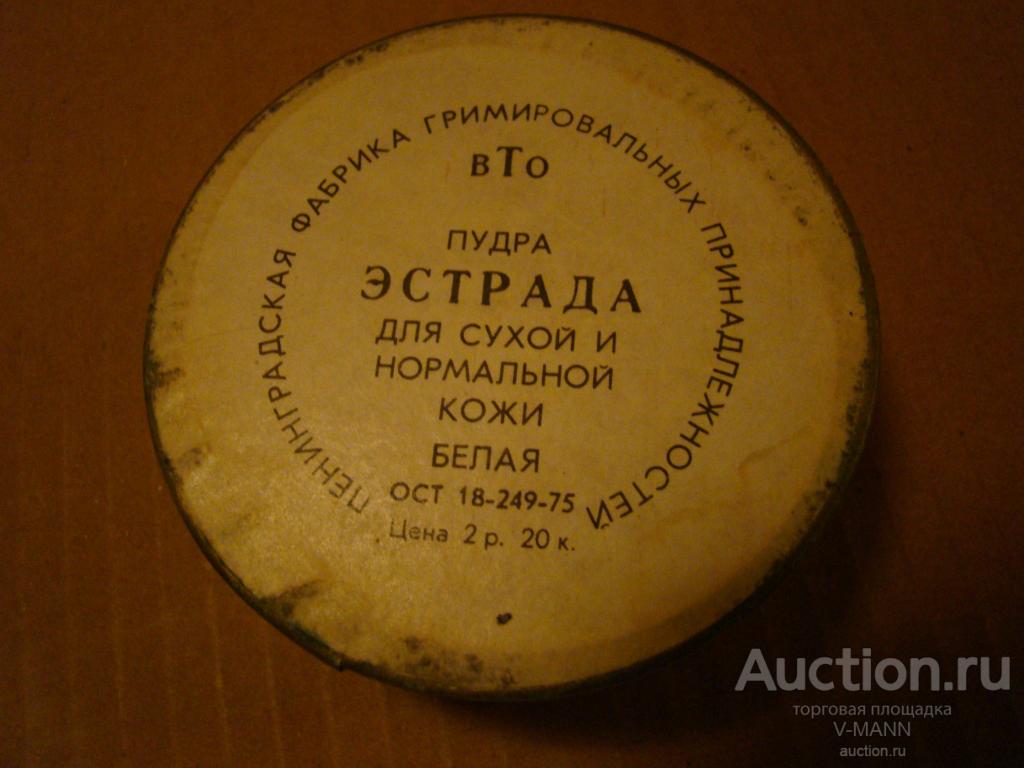 ЛЕНИНГРАДСКАЯ ФАБРИКА ГРИМИРОВАЛЬНЫХ ПРИНАДЛЕЖНОСТЕЙ
вТо
ПУДРА
ЭСТРАДА
ДЛЯ СУХОЙ И
НОРМАЛЬНОЙ
КОЖИ
БЕЛАЯ
ОСТ 18-249-75
Цена 2 р. 20 к.
Auction.ru
торговая площадка
V-MANN
auction.ru